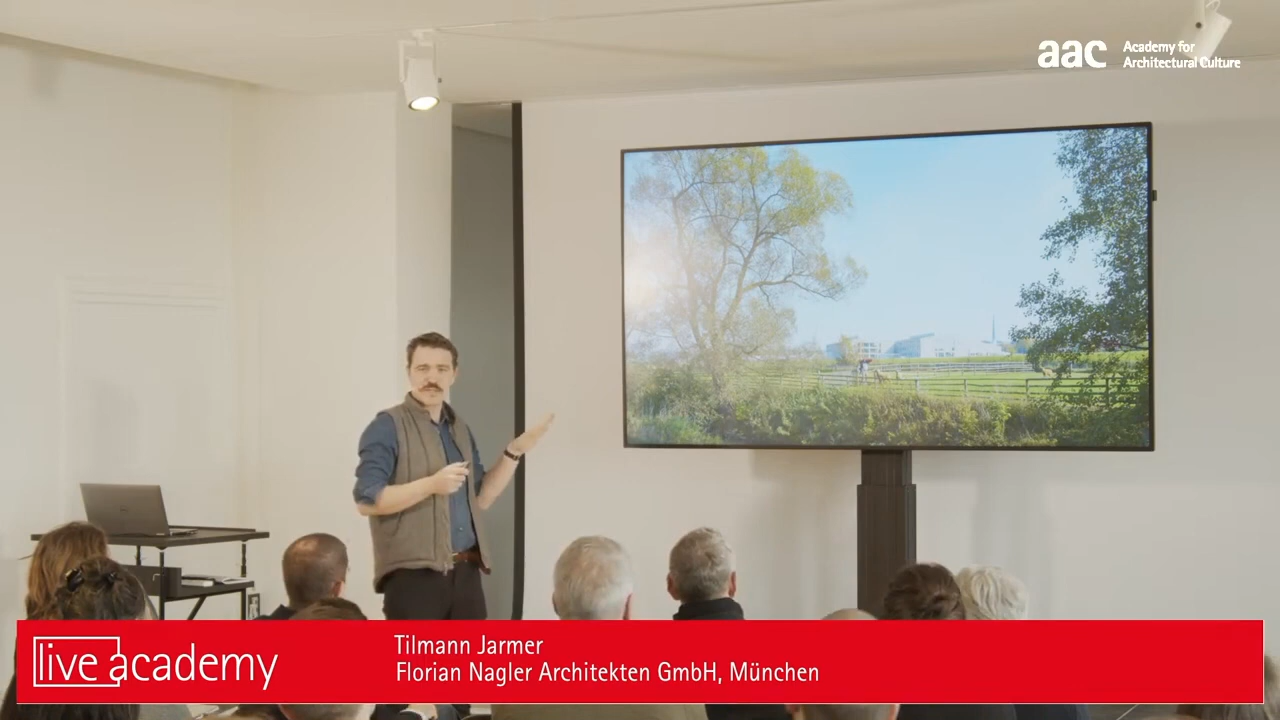 aac Academy for
Architectural Culture
live academy
Tilmann Jarmer
Florian Nagler Architekten GmbH, München